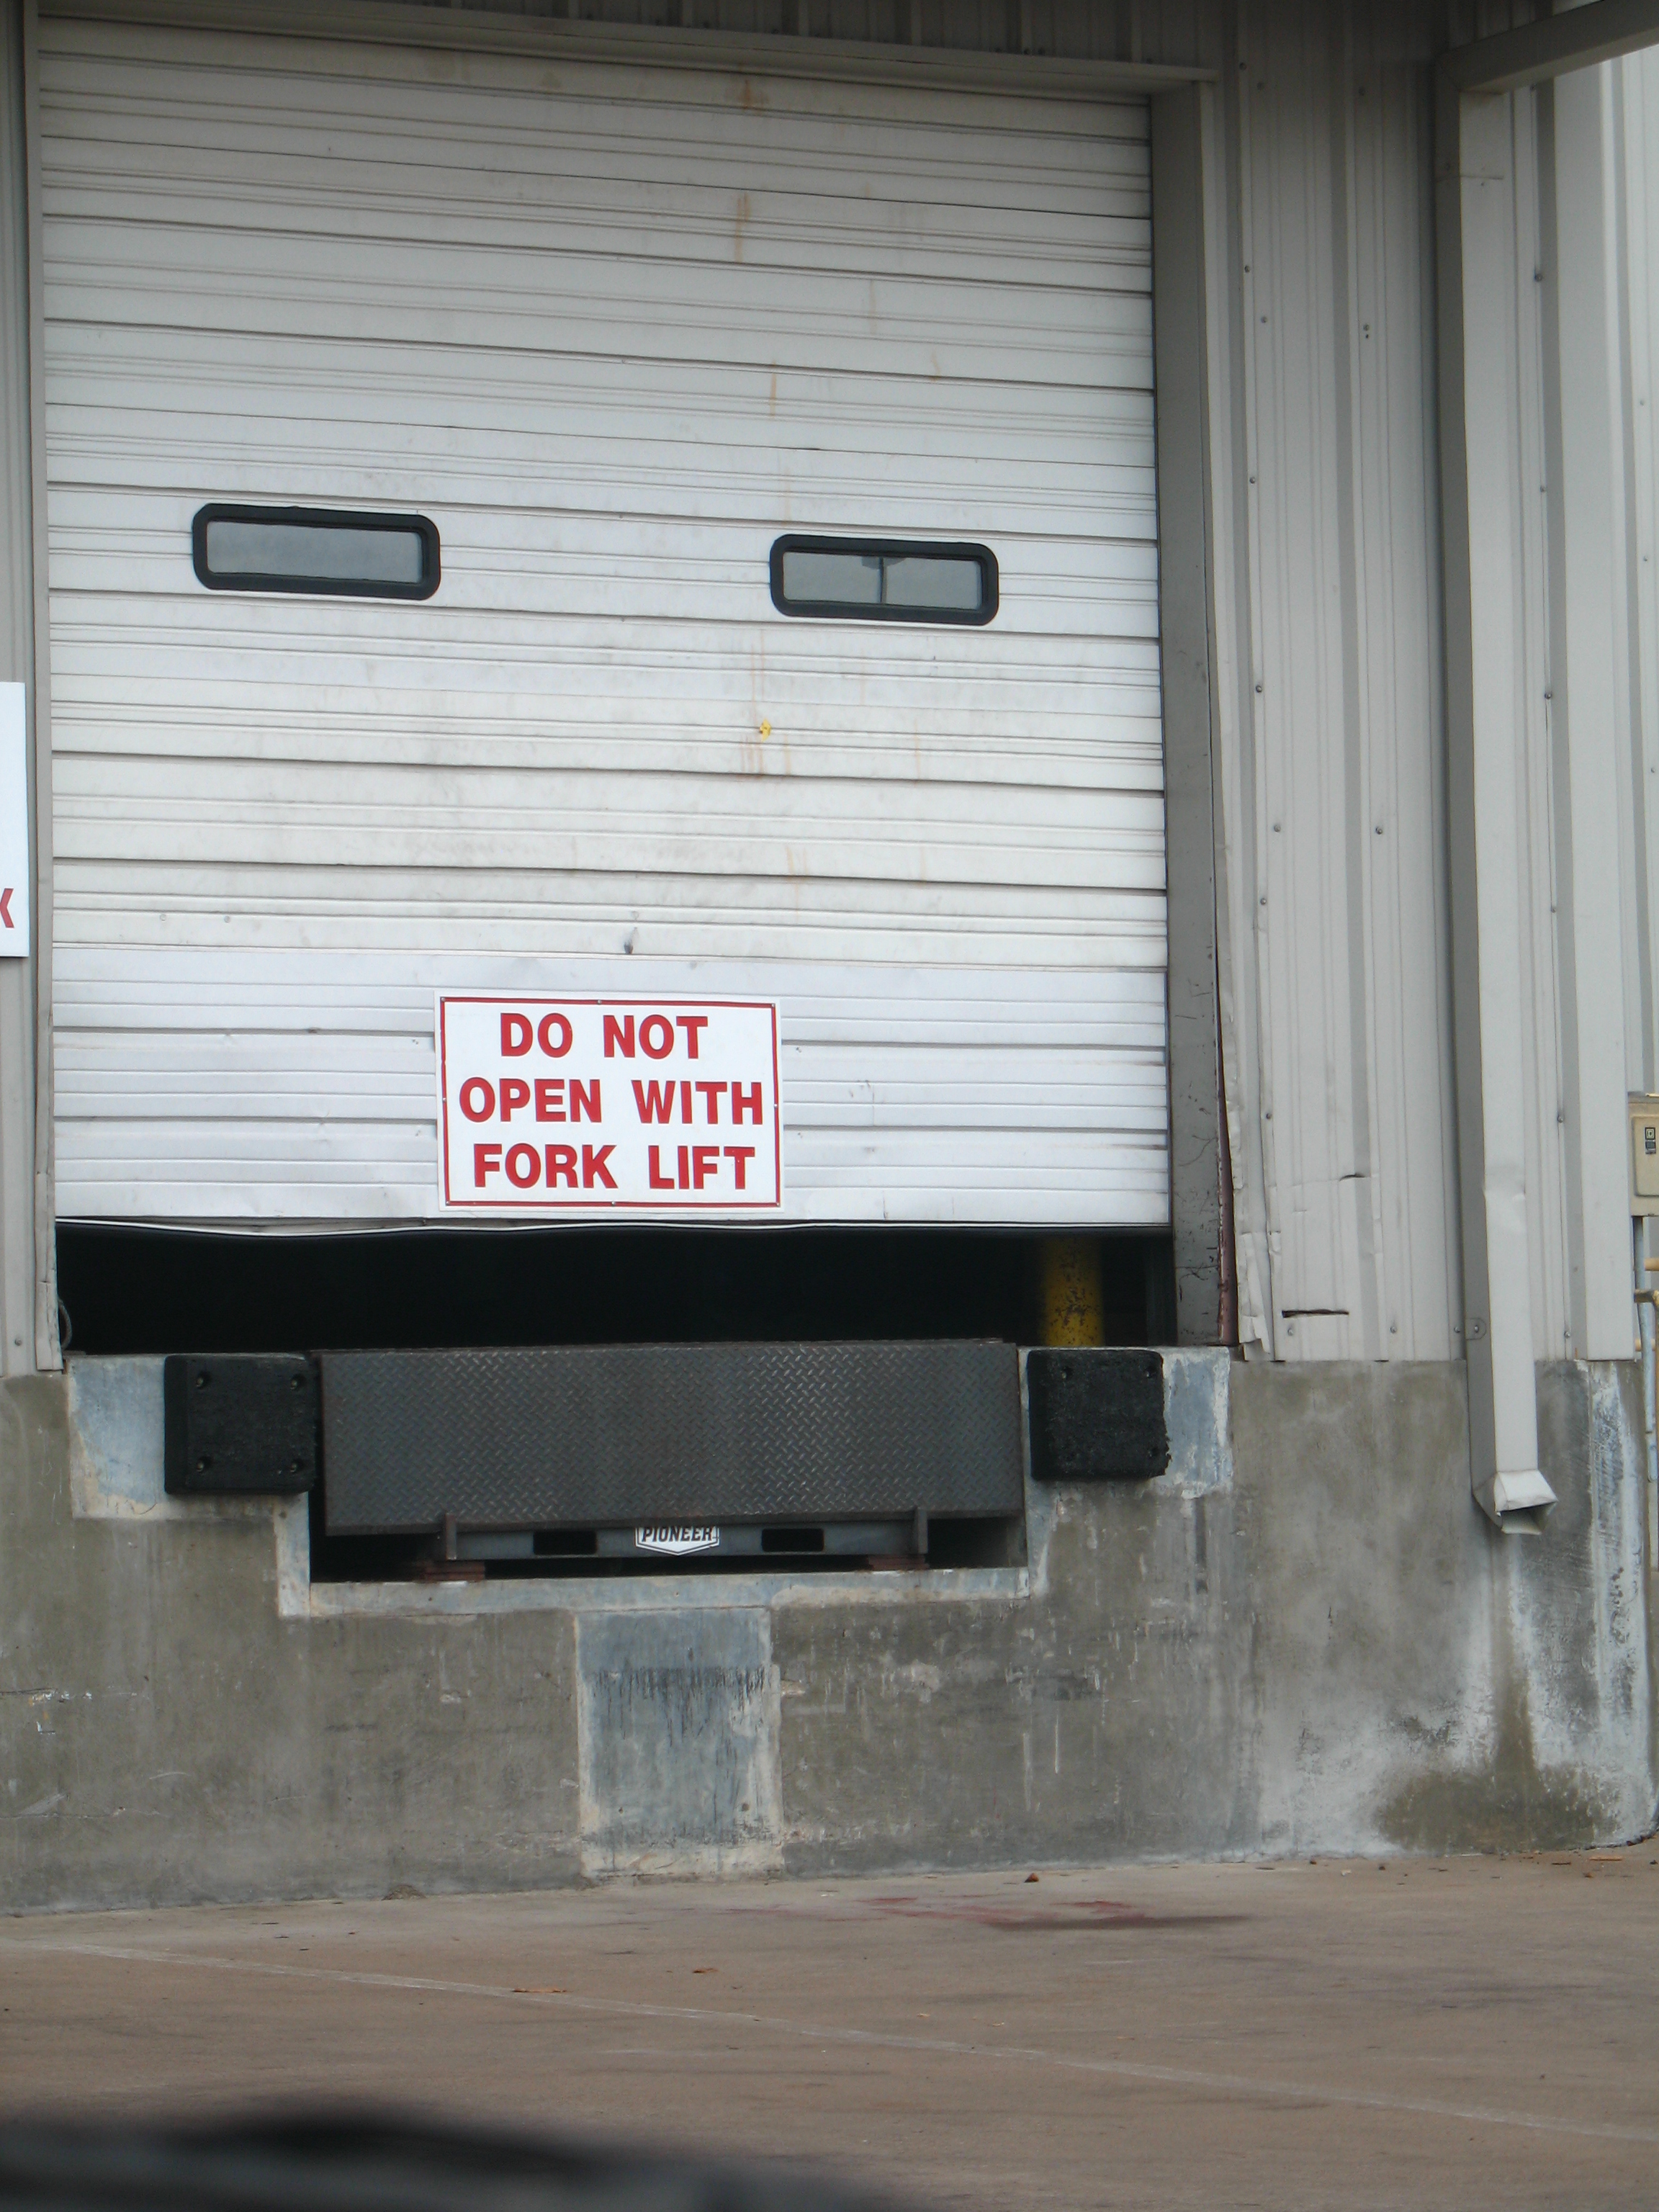 DO NOT
OPEN WITH
FORK LIFT
PIONEER